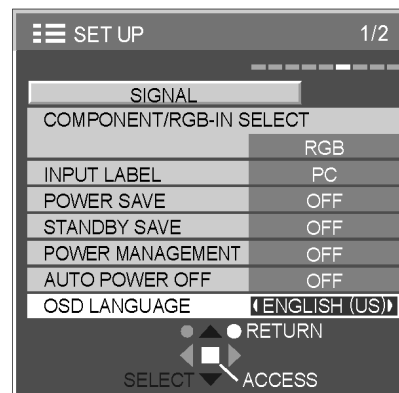 SET UP 1/2
SIGNAL
COMPONENT/RGB-IN SELECT
RGB
INPUT LABEL PC
POWER SAVE OFF
STANDBY SAVE OFF
POWER MANAGEMENT OFF
AUTO POWER OFF OFF
OSD LANGUAGE ENGLISH (US)
RETURN
SELECT ACCESS